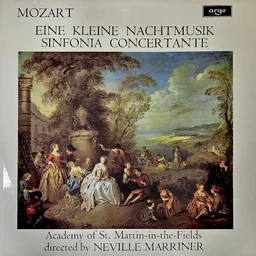 MOZART
argo
EINE KLEINE NACHTMUSIK
SINFONIA CONCERTANTE
Academy of St. Martin-in-the-Fields
directed by NEVILLE MARRINER